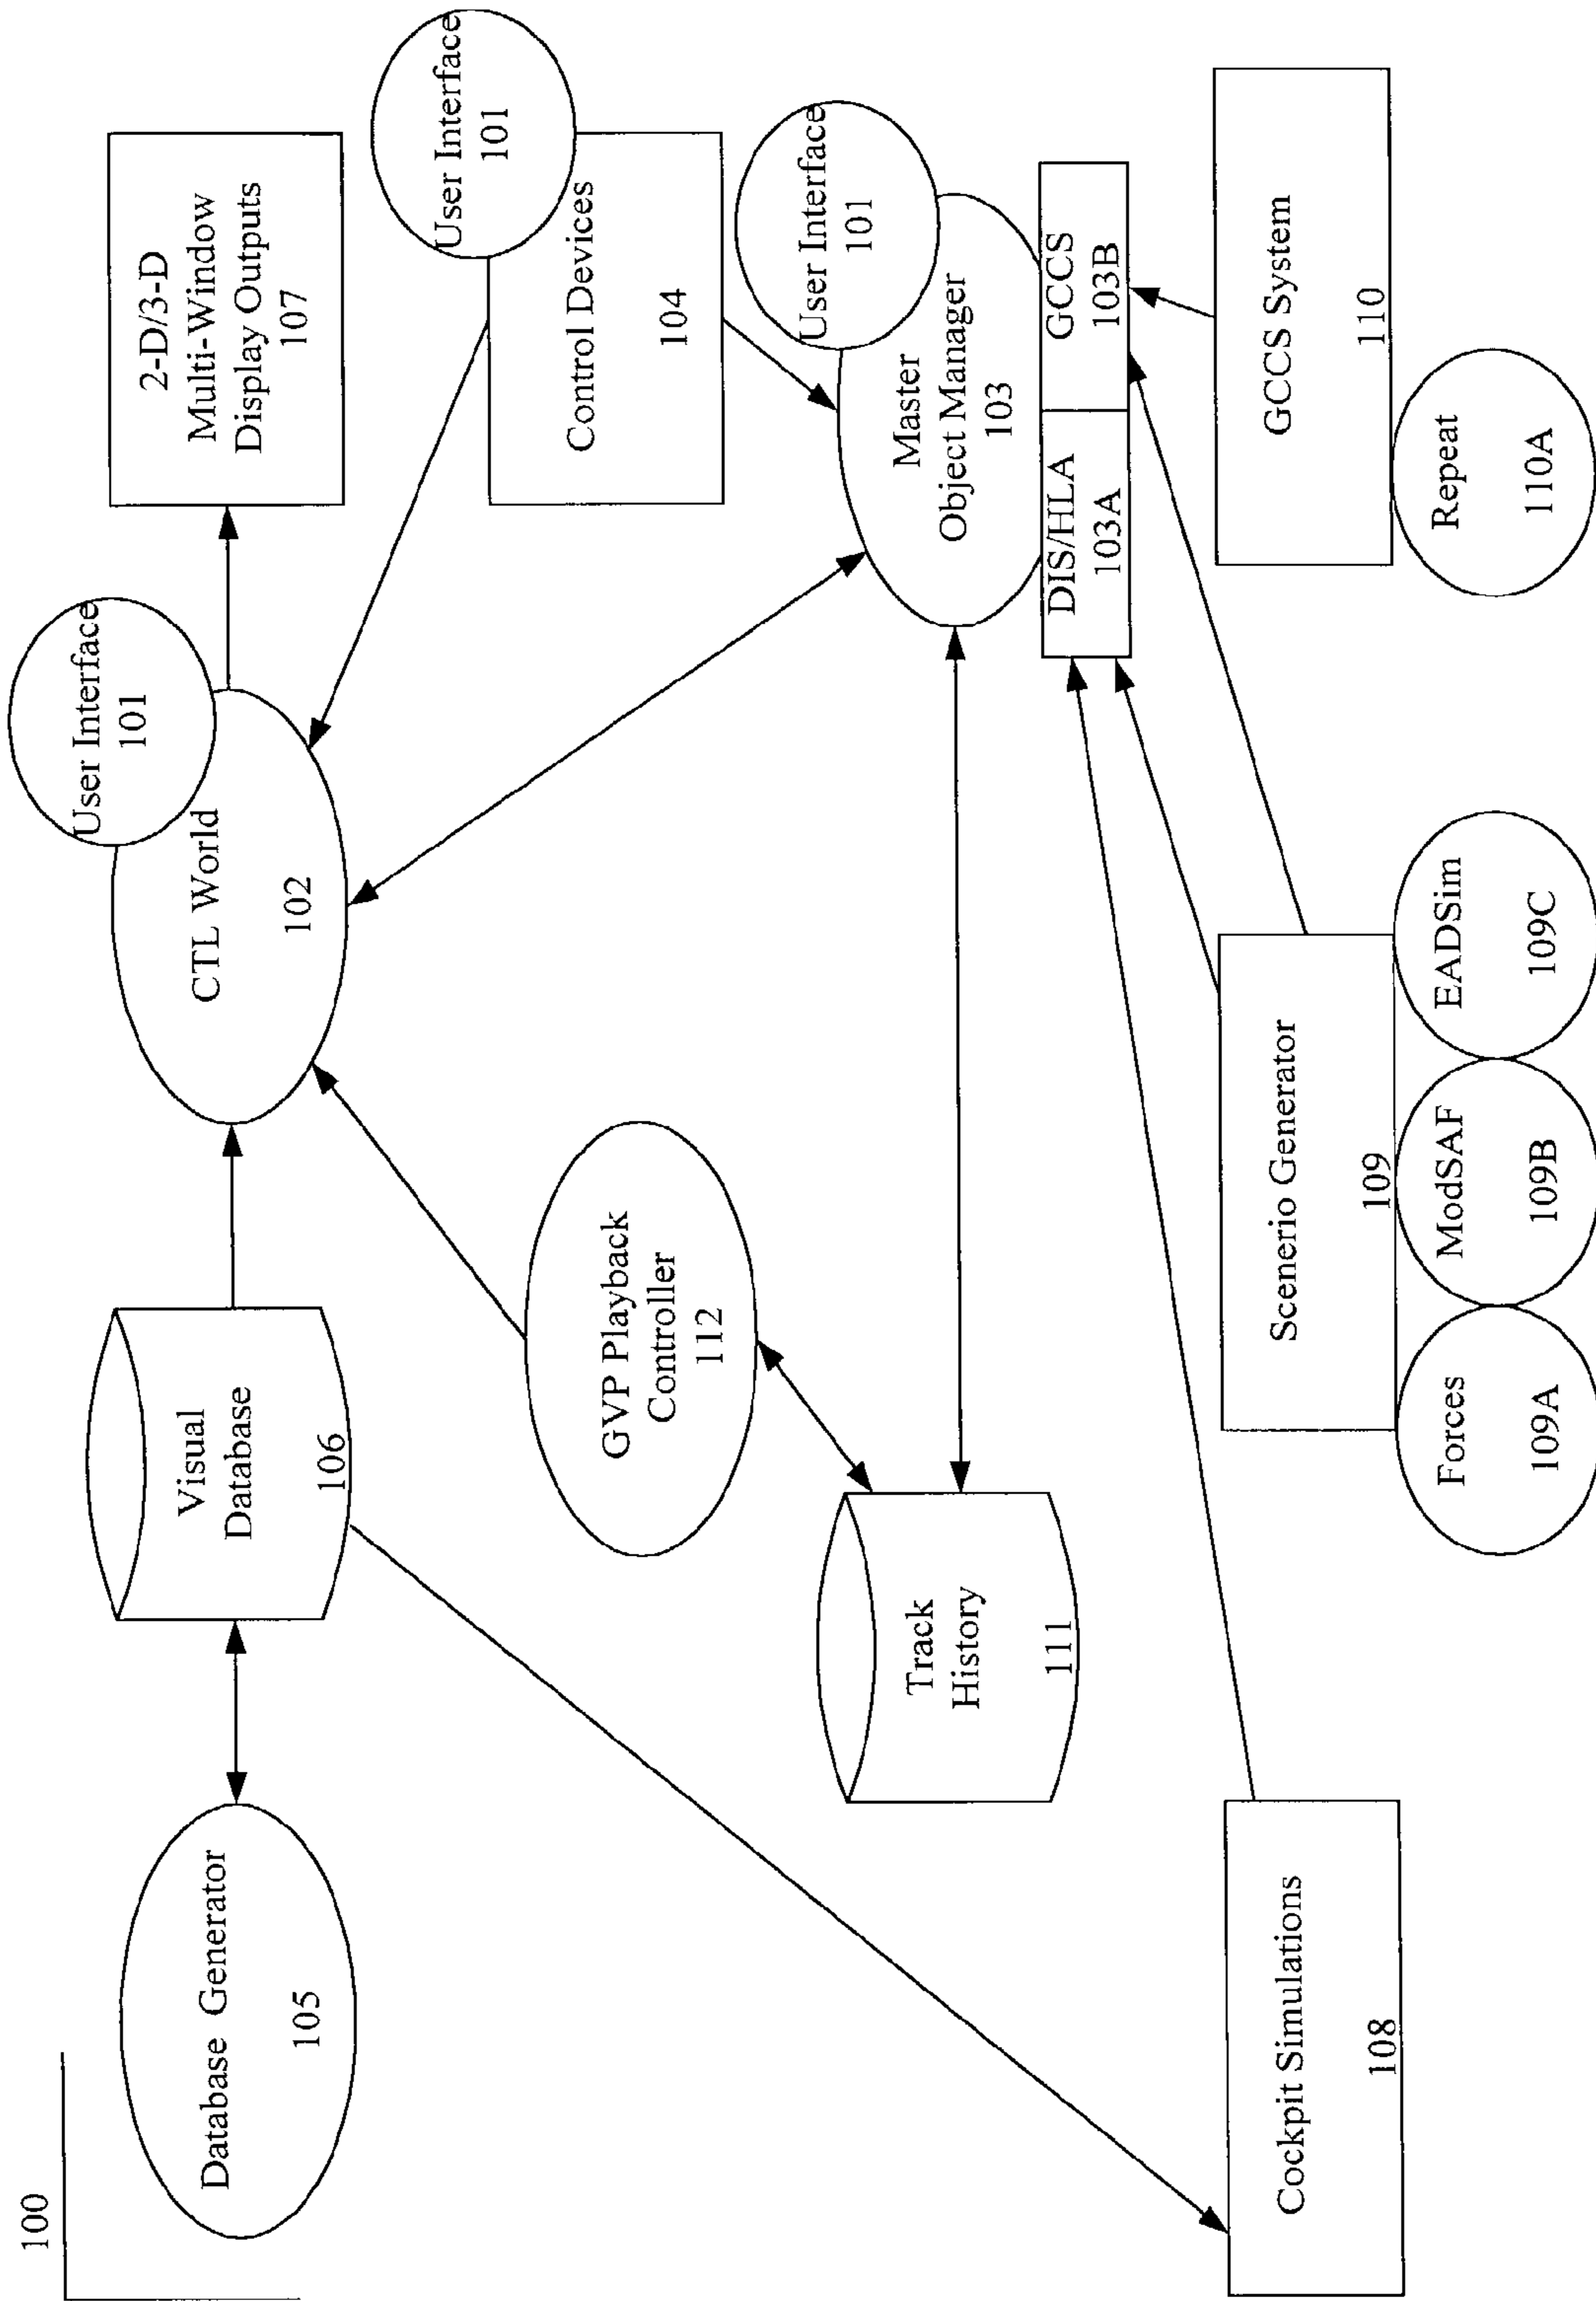 100
Database Generator
105
Visual
Database
106
CTL World
102
User Interface
101
2-D/3-D
Multi-Window
Display Outputs
107
GVP Playback
Controller
112
Control Devices
104
User Interface
101
Track
History
111
Master
Object Manager
103
User Interface
101
DIS/HLA
103A
GCCS
103B
Cockpit Simulations
108
Scenerio Generator
109
Forces
109A
ModSAF
109B
EADSim
109C
GCCS System
110
Repeat
110A